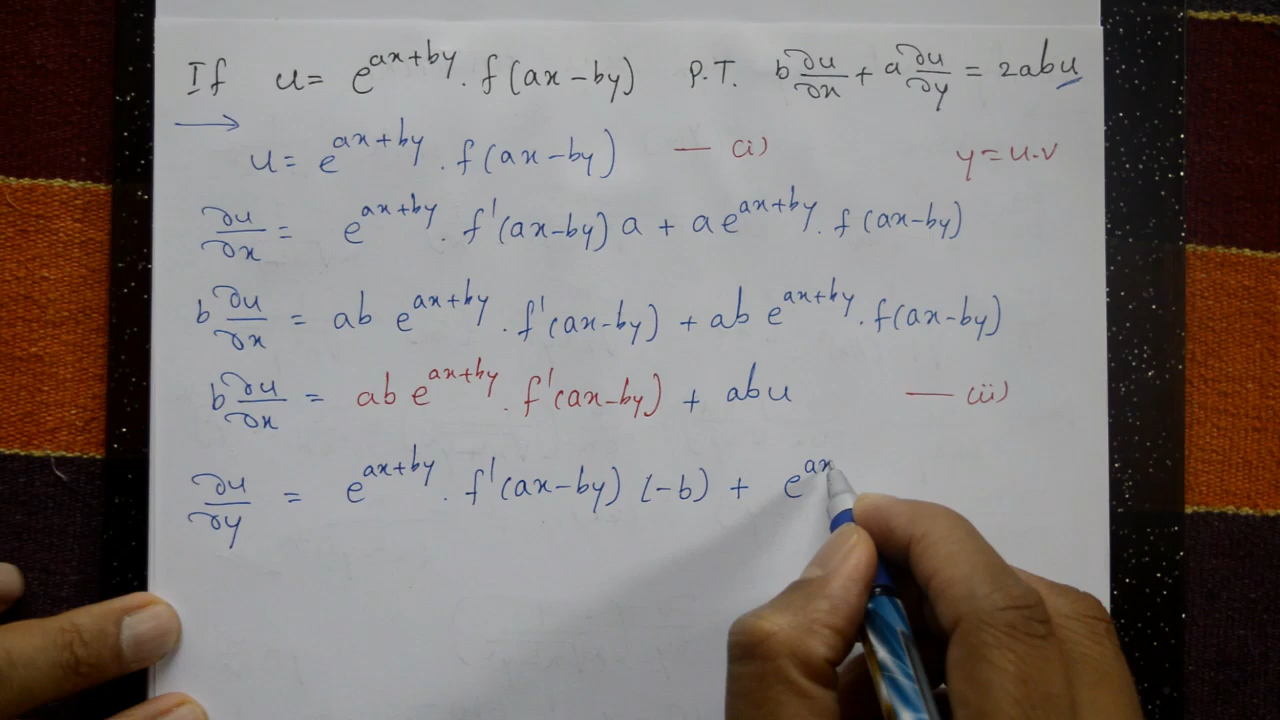 If u = e^{ax+by} . f(ax-by) P.T. b ∂u/∂x + a ∂u/∂y = 2abu
→ u = e^{ax+by} . f(ax-by) — (i) y = u.v
∂u/∂x = e^{ax+by} . f'(ax-by) a + a e^{ax+by} . f(ax-by)
b ∂u/∂x = ab e^{ax+by} . f'(ax-by) + ab e^{ax+by} . f(ax-by)
b ∂u/∂x = ab e^{ax+by} . f'(ax-by) + abu — (ii)
∂u/∂y = e^{ax+by} . f'(ax-by) (-b) + e^{ax